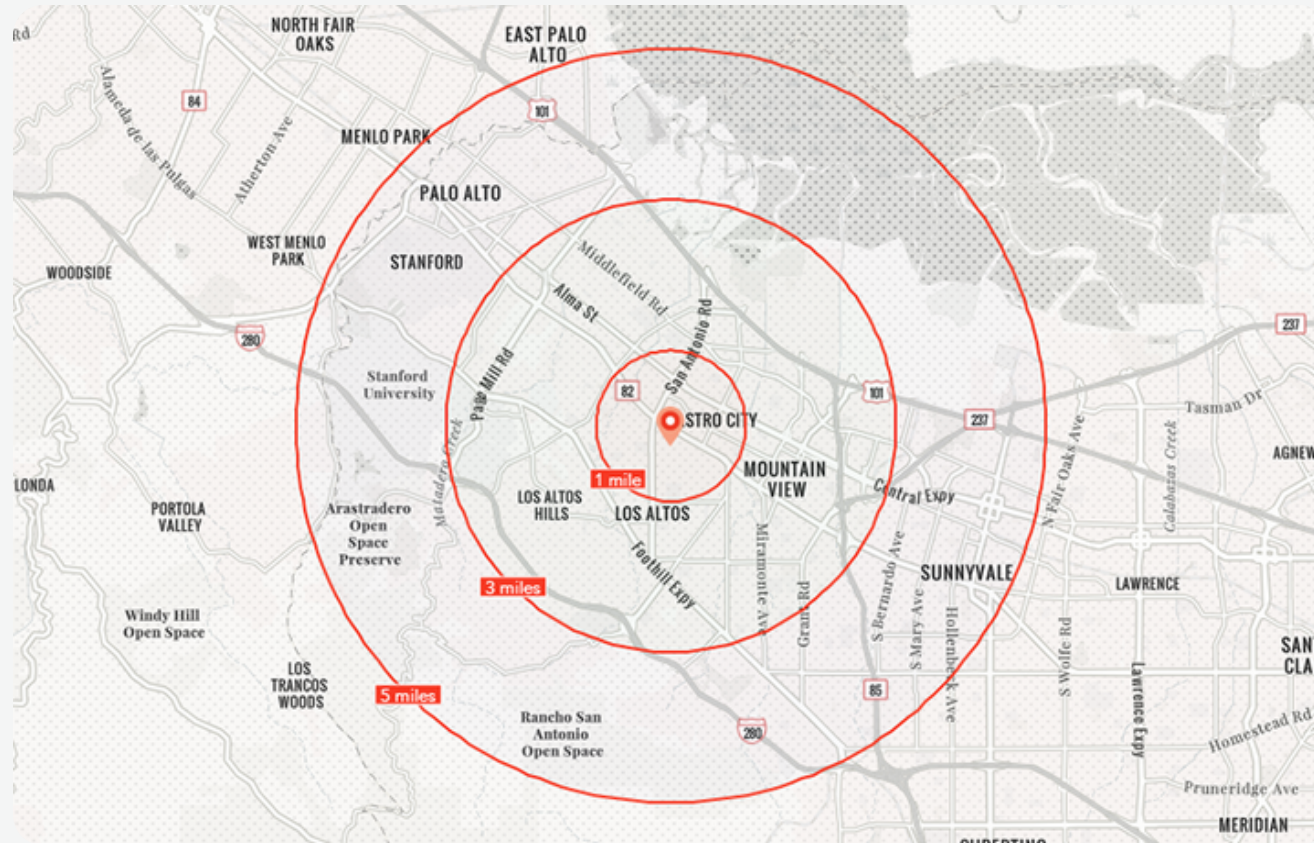 Rd
NORTH FAIR
OAKS
EAST PALO
ALTO
84
101
Alameda de las Pulgas
Atherton Ave
MENLO PARK
PALO ALTO
WEST MENLO
PARK
STANFORD
WOODSIDE
Middlefield Rd
Alma St
San Antonio Rd
280
237
Stanford
University
Page Mill Rd
82
101
Tasman Dr
STRO CITY
237
Matadero Creek
1 mile
MOUNTAIN
VIEW
Central Expy
N Fair Oaks Ave
Calabazas Creek
AGNEW
LONDA
PORTOLA
VALLEY
Arastradero
Open
Space
Preserve
LOS ALTOS
HILLS
LOS ALTOS
Foothill Expy
Miramonte Ave
Grant Rd
S Bernardo Ave
S Mary Ave
Hollenbeck Ave
SUNNYVALE
LAWRENCE
3 miles
Windy Hill
Open Space
S Wolfe Rd
Lawrence Expy
SAN
CLA
LOS
TRANCOS
WOODS
5 miles
85
Rancho San
Antonio
Open Space
280
Homestead Rd
Pruneridge Ave
MERIDIAN